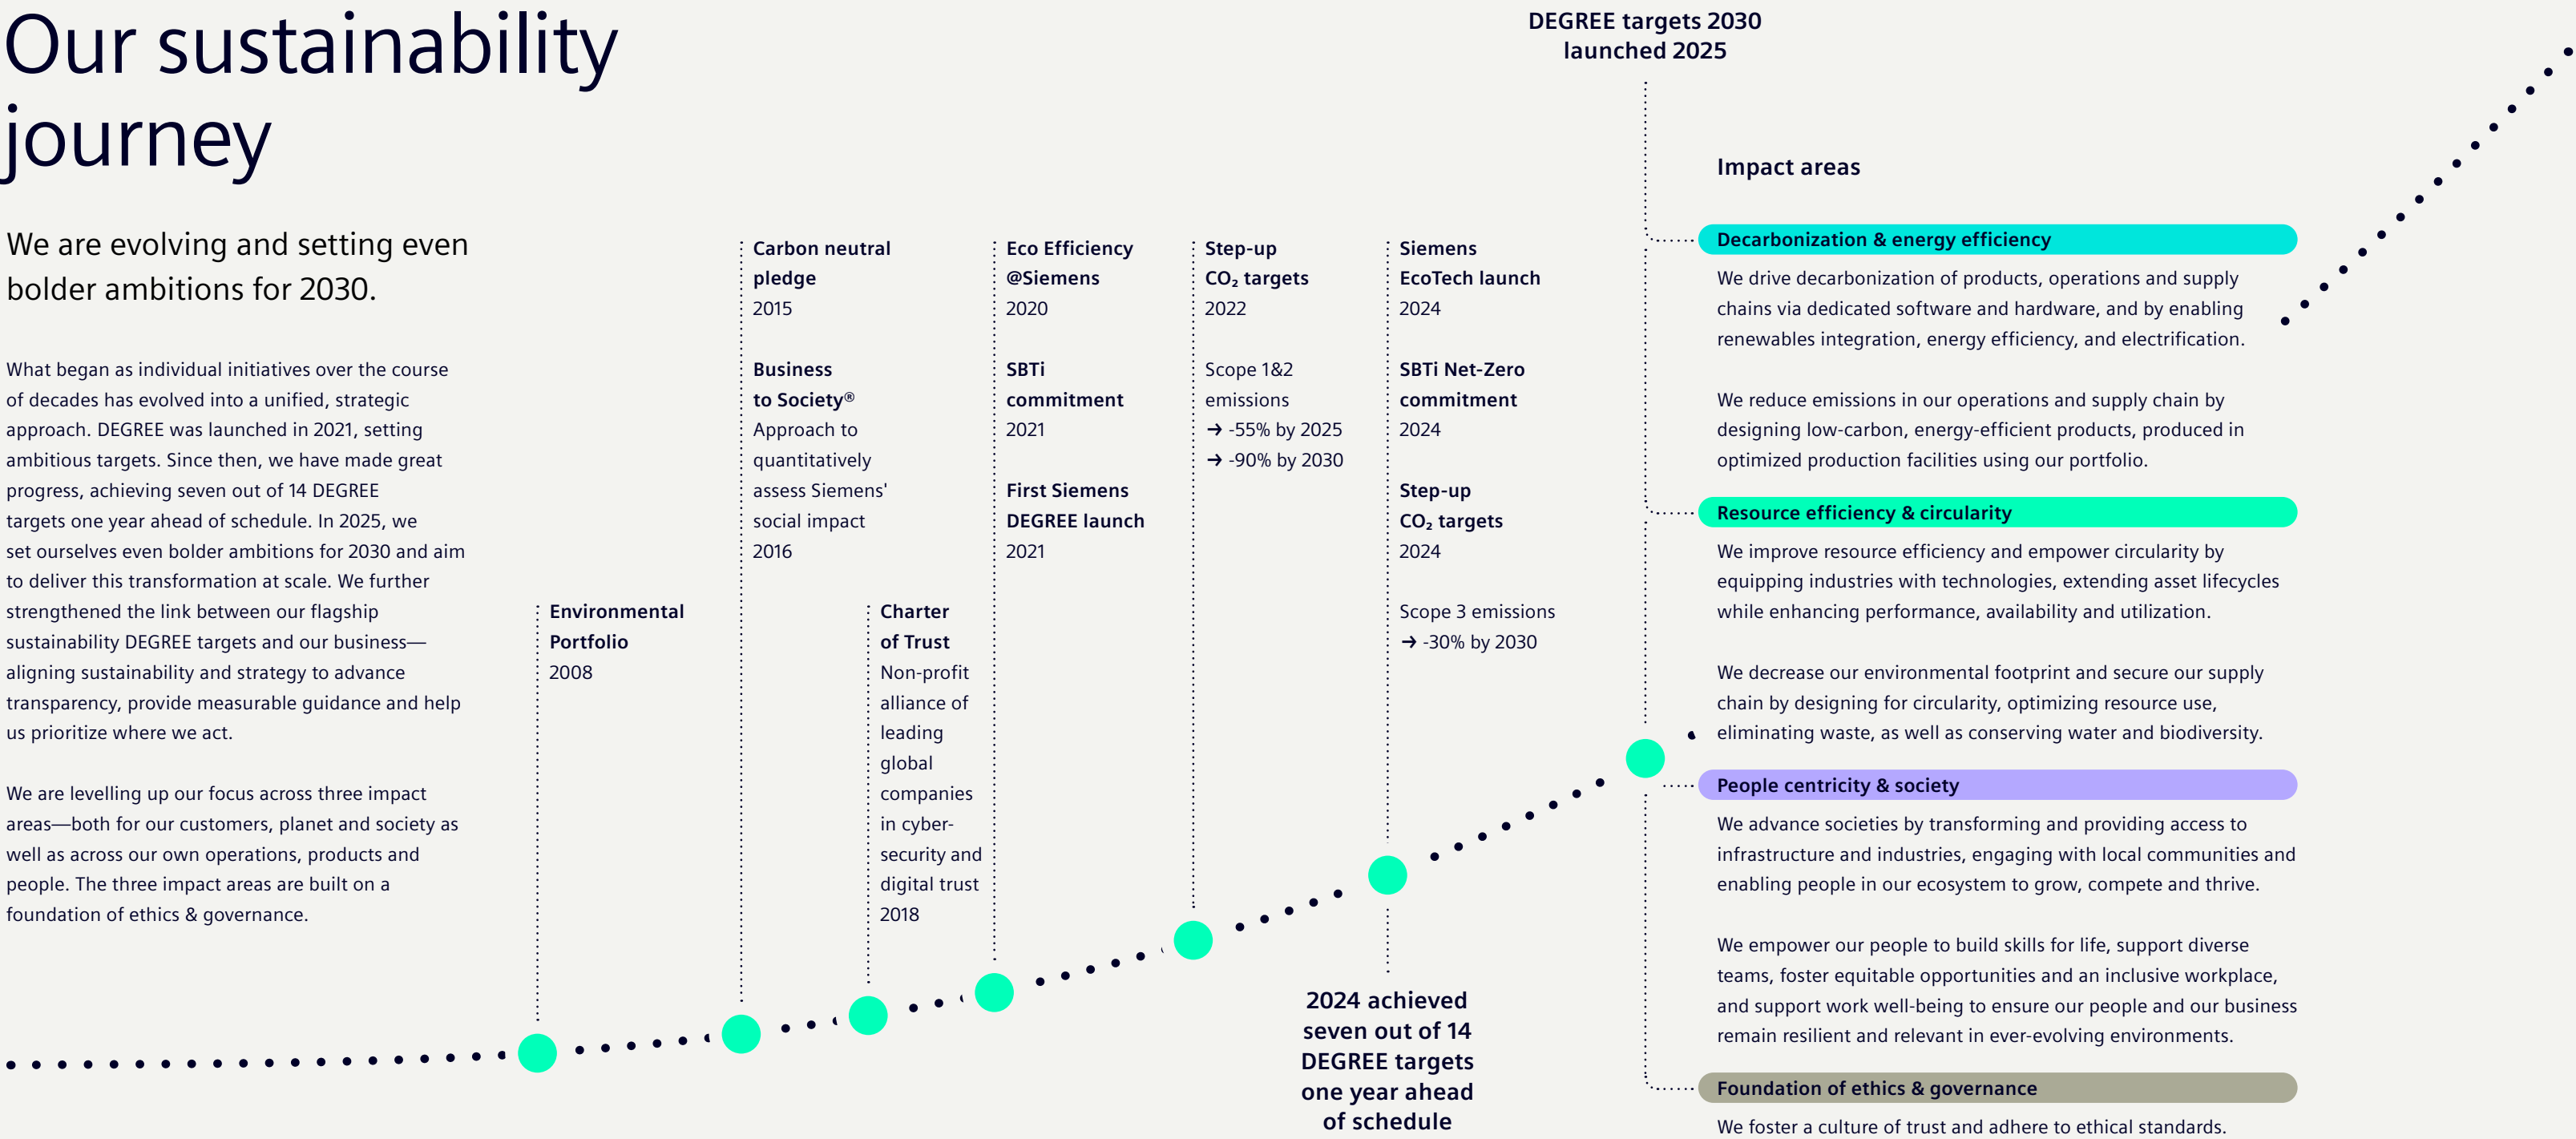 Our sustainability
journey
We are evolving and setting even
bolder ambitions for 2030.
What began as individual initiatives over the course
of decades has evolved into a unified, strategic
approach. DEGREE was launched in 2021, setting
ambitious targets. Since then, we have made great
progress, achieving seven out of 14 DEGREE
targets one year ahead of schedule. In 2025, we
set ourselves even bolder ambitions for 2030 and aim
to deliver this transformation at scale. We further
strengthened the link between our flagship
sustainability DEGREE targets and our business—
aligning sustainability and strategy to advance
transparency, provide measurable guidance and help
us prioritize where we act.
We are levelling up our focus across three impact
areas—both for our customers, planet and society as
well as across our own operations, products and
people. The three impact areas are built on a
foundation of ethics & governance.
Environmental
Portfolio
2008
Carbon neutral
pledge
2015
Business
to Society®
Approach to
quantitatively
assess Siemens'
social impact
2016
Charter
of Trust
Non-profit
alliance of
leading
global
companies
in cyber-
security and
digital trust
2018
Eco Efficiency
@Siemens
2020
SBTi
commitment
2021
First Siemens
DEGREE launch
2021
Step-up
CO₂ targets
2022
Scope 1&2
emissions
→ -55% by 2025
→ -90% by 2030
Siemens
EcoTech launch
2024
SBTi Net-Zero
commitment
2024
Step-up
CO₂ targets
2024
Scope 3 emissions
→ -30% by 2030
2024 achieved
seven out of 14
DEGREE targets
one year ahead
of schedule
DEGREE targets 2030
launched 2025
Impact areas
Decarbonization & energy efficiency
We drive decarbonization of products, operations and supply
chains via dedicated software and hardware, and by enabling
renewables integration, energy efficiency, and electrification.
We reduce emissions in our operations and supply chain by
designing low-carbon, energy-efficient products, produced in
optimized production facilities using our portfolio.
Resource efficiency & circularity
We improve resource efficiency and empower circularity by
equipping industries with technologies, extending asset lifecycles
while enhancing performance, availability and utilization.
We decrease our environmental footprint and secure our supply
chain by designing for circularity, optimizing resource use,
eliminating waste, as well as conserving water and biodiversity.
People centricity & society
We advance societies by transforming and providing access to
infrastructure and industries, engaging with local communities and
enabling people in our ecosystem to grow, compete and thrive.
We empower our people to build skills for life, support diverse
teams, foster equitable opportunities and an inclusive workplace,
and support work well-being to ensure our people and our business
remain resilient and relevant in ever-evolving environments.
Foundation of ethics & governance
We foster a culture of trust and adhere to ethical standards.